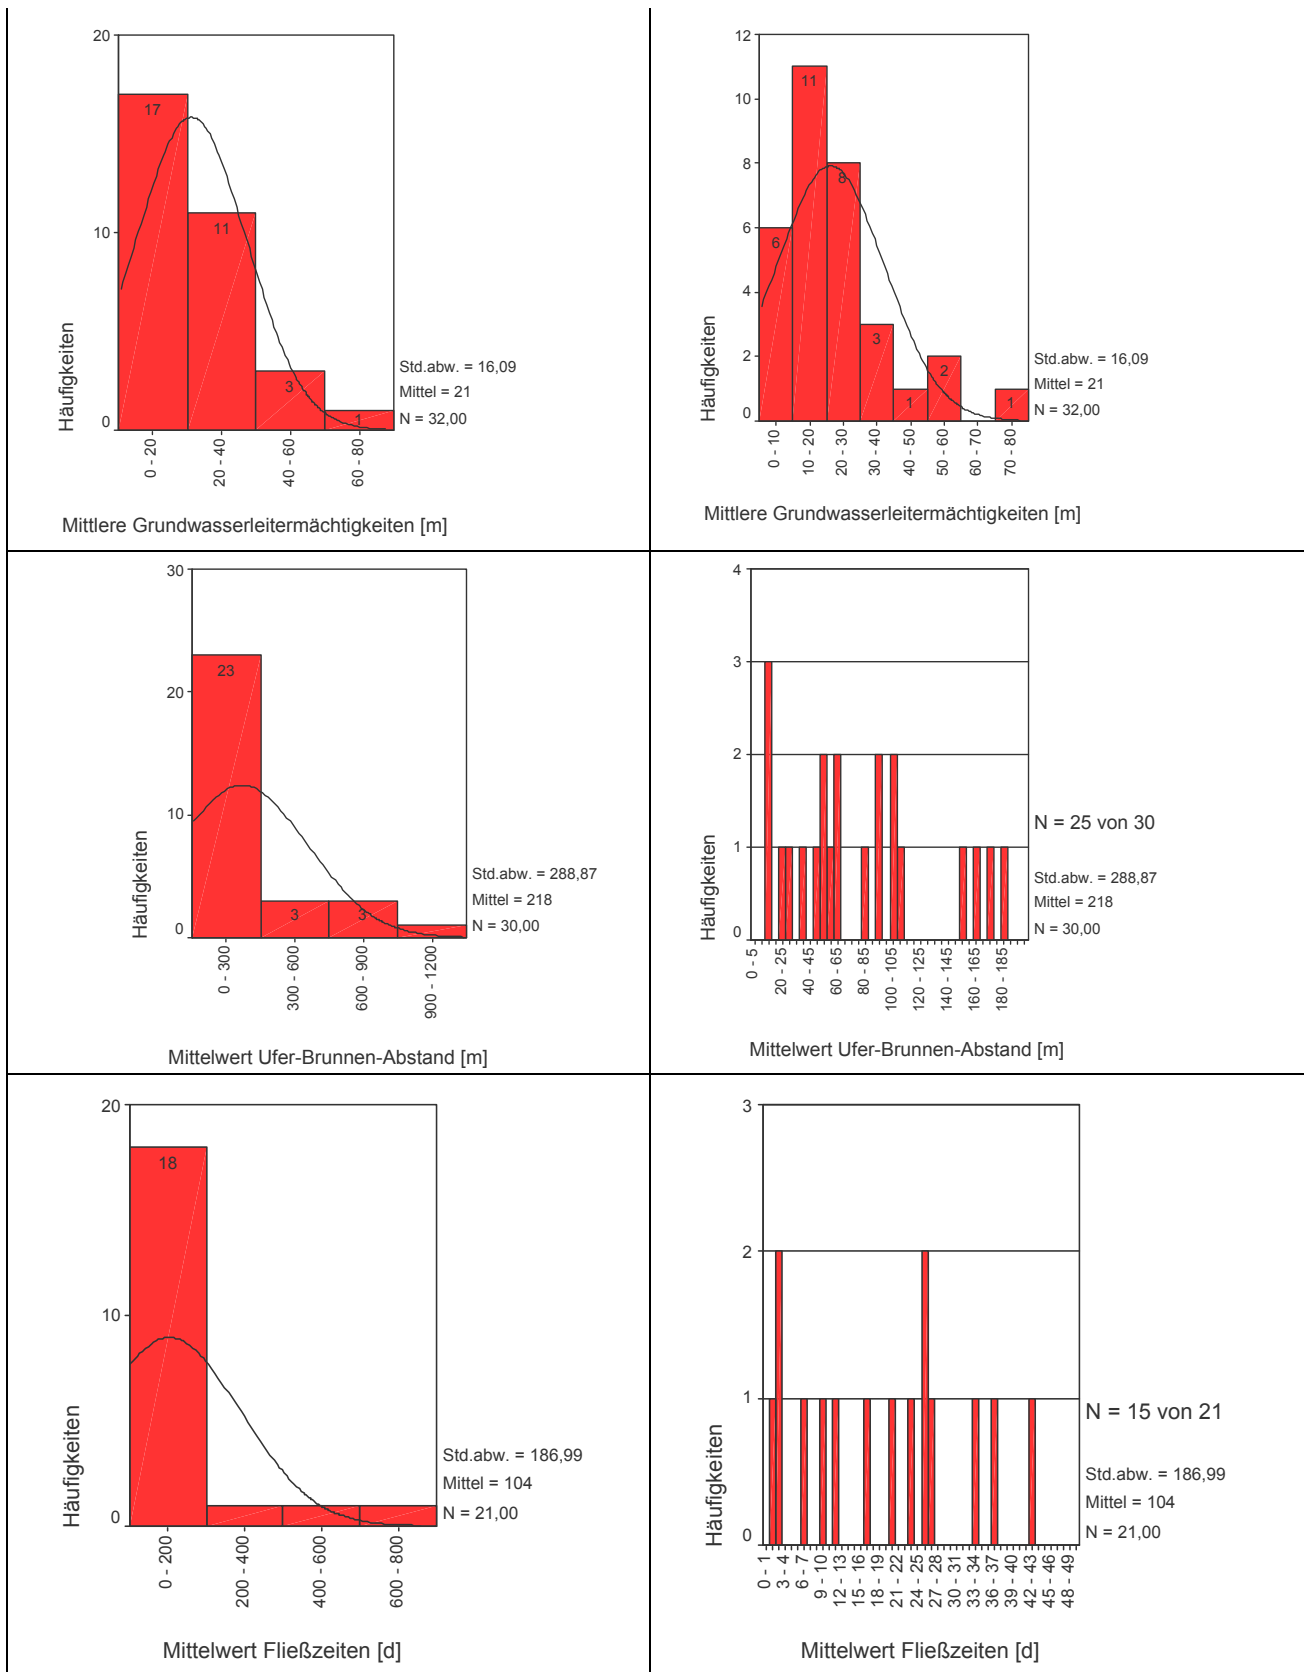 20
10
0
Häufigkeiten
17
11
3
1
Std.abw. = 16,09
Mittel = 21
N = 32,00
0 - 20
20 - 40
40 - 60
60 - 80
Mittlere Grundwasserleitermächtigkeiten [m]
12
10
8
6
4
2
0
Häufigkeiten
6
11
8
3
1
2
1
Std.abw. = 16,09
Mittel = 21
N = 32,00
0 - 10
10 - 20
20 - 30
30 - 40
40 - 50
50 - 60
60 - 70
70 - 80
Mittlere Grundwasserleitermächtigkeiten [m]
30
20
10
0
Häufigkeiten
23
3
3
Std.abw. = 288,87
Mittel = 218
N = 30,00
0 - 300
300 - 600
600 - 900
900 - 1200
Mittelwert Ufer-Brunnen-Abstand [m]
4
3
2
1
0
Häufigkeiten
N = 25 von 30
Std.abw. = 288,87
Mittel = 218
N = 30,00
0 - 5
20 - 25
40 - 45
60 - 65
80 - 85
100 - 105
120 - 125
140 - 145
160 - 165
180 - 185
Mittelwert Ufer-Brunnen-Abstand [m]
20
10
0
Häufigkeiten
18
Std.abw. = 186,99
Mittel = 104
N = 21,00
0 - 200
200 - 400
400 - 600
600 - 800
Mittelwert Fließzeiten [d]
3
2
1
0
Häufigkeiten
N = 15 von 21
Std.abw. = 186,99
Mittel = 104
N = 21,00
0 - 1
3 - 4
6 - 7
9 - 10
12 - 13
15 - 16
18 - 19
21 - 22
24 - 25
27 - 28
30 - 31
33 - 34
36 - 37
39 - 40
42 - 43
45 - 46
48 - 49
Mittelwert Fließzeiten [d]